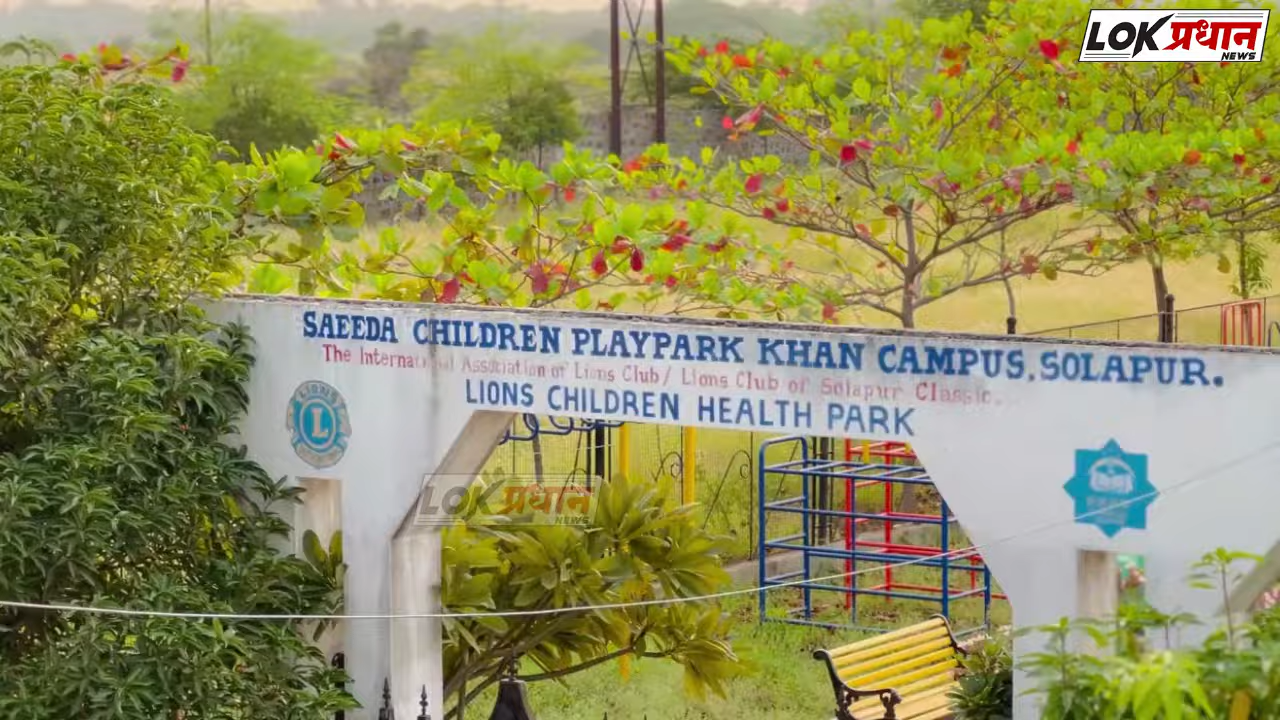 LOKप्रधान
NEWS
SAEEDA CHILDREN PLAYPARK KHAN CAMPUS, SOLAPUR.
The International Association of Lions Club/ Lions Club of Solapur Classic.
LIONS CHILDREN HEALTH PARK
LIONS
L
LOKप्रधान
NEWS